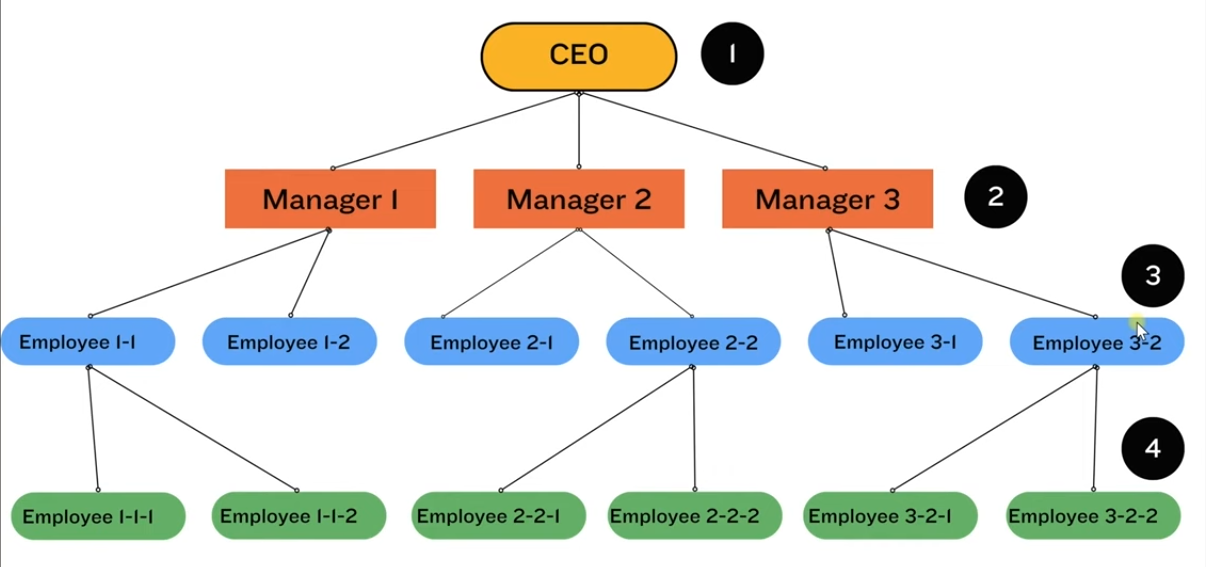 CEO
1
Manager 1
Manager 2
Manager 3
2
3
Employee 1-1
Employee 1-2
Employee 2-1
Employee 2-2
Employee 3-1
Employee 3-2
4
Employee 1-1-1
Employee 1-1-2
Employee 2-2-1
Employee 2-2-2
Employee 3-2-1
Employee 3-2-2